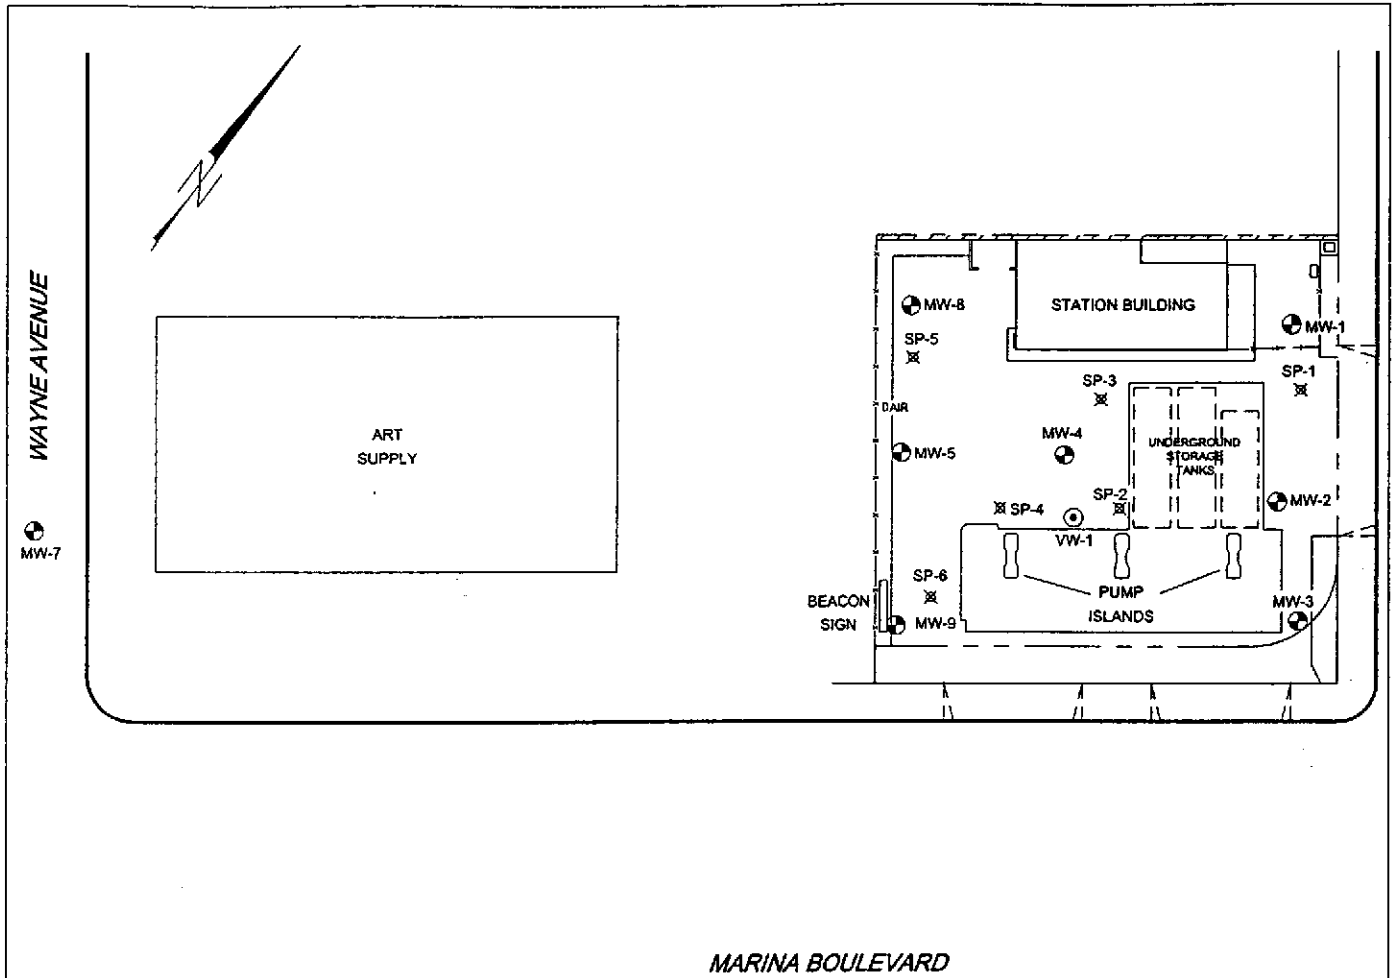 N
WAYNE AVENUE
MW-7
ART
SUPPLY
STATION BUILDING
MW-8
MW-1
SP-5
SP-3
SP-1
AIR
MW-4
MW-5
UNDERGROUND
STORAGE
TANKS
SP-4
SP-2
MW-2
VW-1
SP-6
PUMP
ISLANDS
MW-3
BEACON
SIGN
MW-9
MARINA BOULEVARD